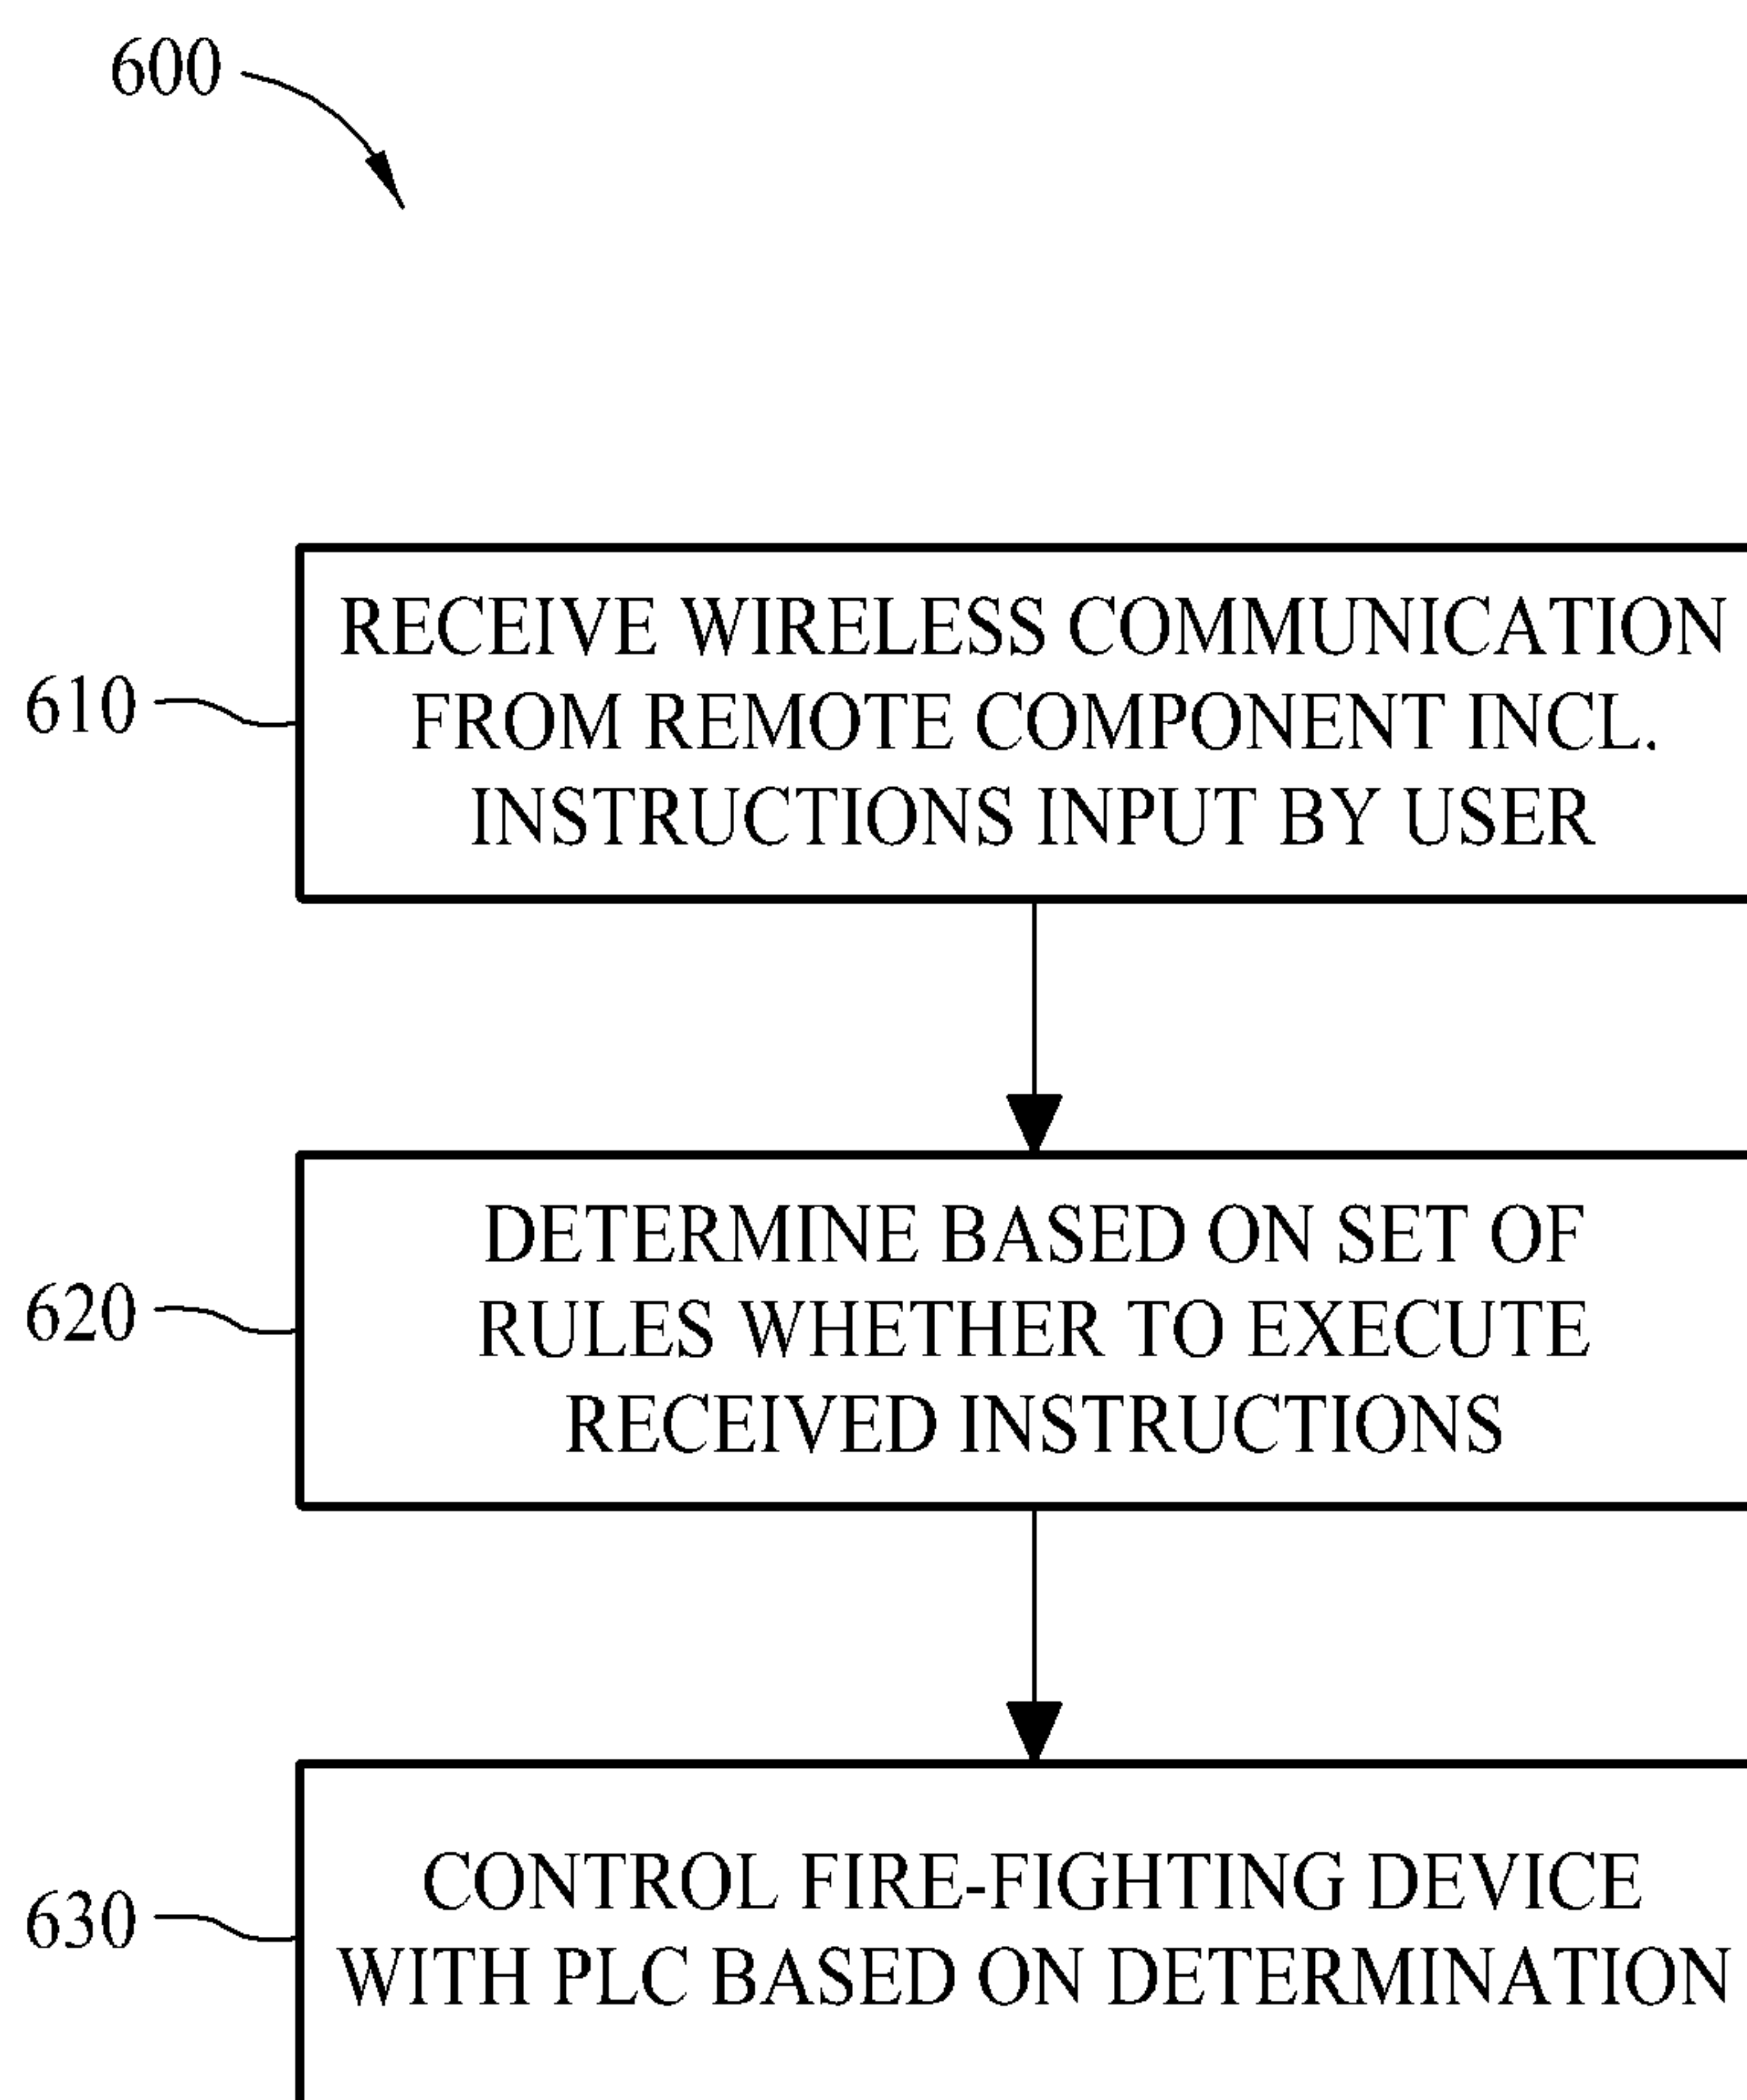 600
610
RECEIVE WIRELESS COMMUNICATION
FROM REMOTE COMPONENT INCL.
INSTRUCTIONS INPUT BY USER
620
DETERMINE BASED ON SET OF
RULES WHETHER TO EXECUTE
RECEIVED INSTRUCTIONS
630
CONTROL FIRE-FIGHTING DEVICE
WITH PLC BASED ON DETERMINATION